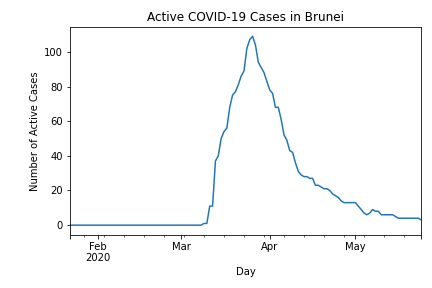 Active COVID-19 Cases in Brunei
Number of Active Cases
100
80
60
40
20
0
Feb Mar Apr May
2020
Day